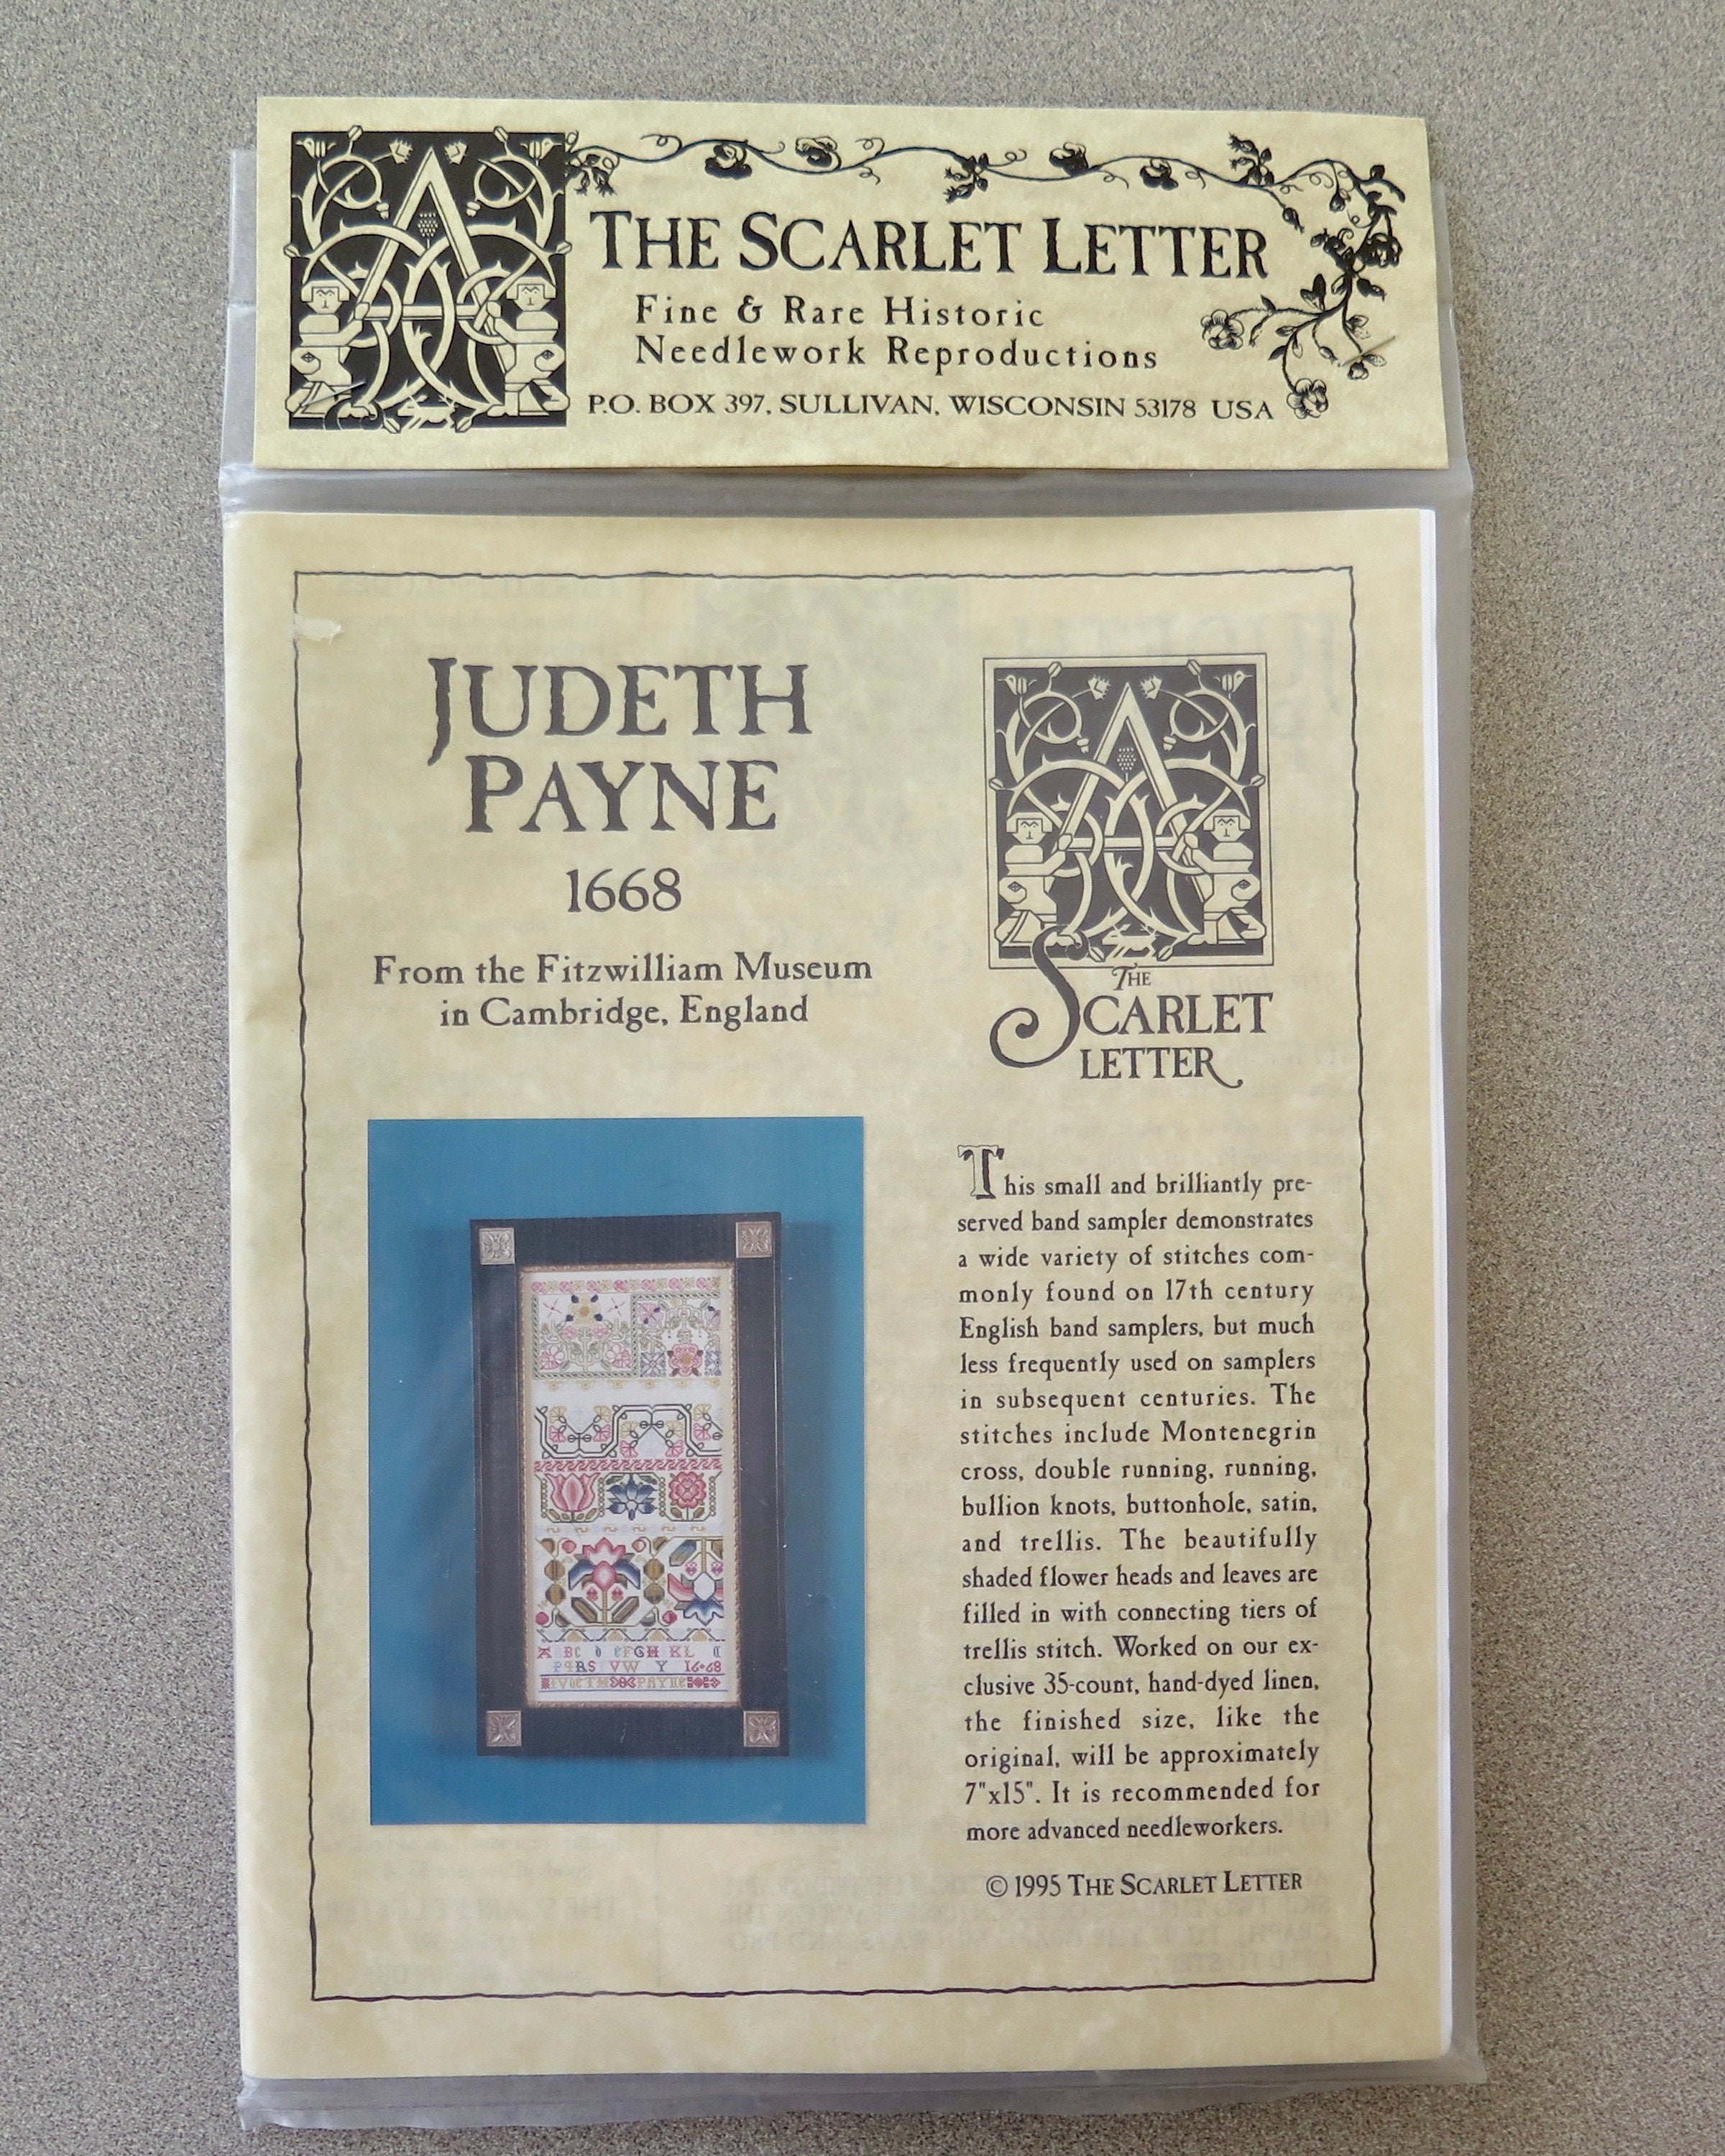 THE SCARLET LETTER
Fine & Rare Historic
Needlework Reproductions
P.O. BOX 397, SULLIVAN, WISCONSIN 53178 USA
JUDETH
PAYNE
1668
From the Fitzwilliam Museum
in Cambridge, England
THE
SCARLET
LETTER
This small and brilliantly pre-
served band sampler demonstrates
a wide variety of stitches com-
monly found on 17th century
English band samplers, but much
less frequently used on samplers
in subsequent centuries. The
stitches include Montenegrin
cross, double running, running,
bullion knots, buttonhole, satin,
and trellis. The beautifully
shaded flower heads and leaves are
filled in with connecting tiers of
trellis stitch. Worked on our ex-
clusive 35-count, hand-dyed linen,
the finished size, like the
original, will be approximately
7"x15". It is recommended for
more advanced needleworkers.
© 1995 THE SCARLET LETTER